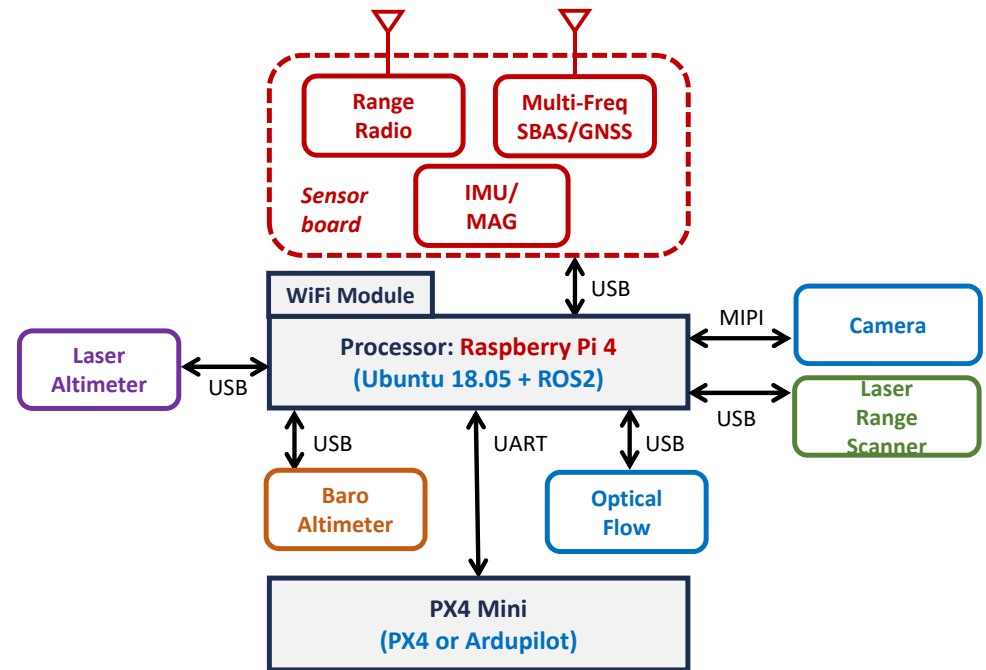 Range
Radio
Multi-Freq
SBAS/GNSS
Sensor
board
IMU/
MAG
USB
WiFi Module
Processor: Raspberry Pi 4
(Ubuntu 18.05 + ROS2)
MIPI
Camera
Laser
Altimeter
USB
USB
Laser
Range
Scanner
USB
UART
USB
Baro
Altimeter
Optical
Flow
PX4 Mini
(PX4 or Ardupilot)